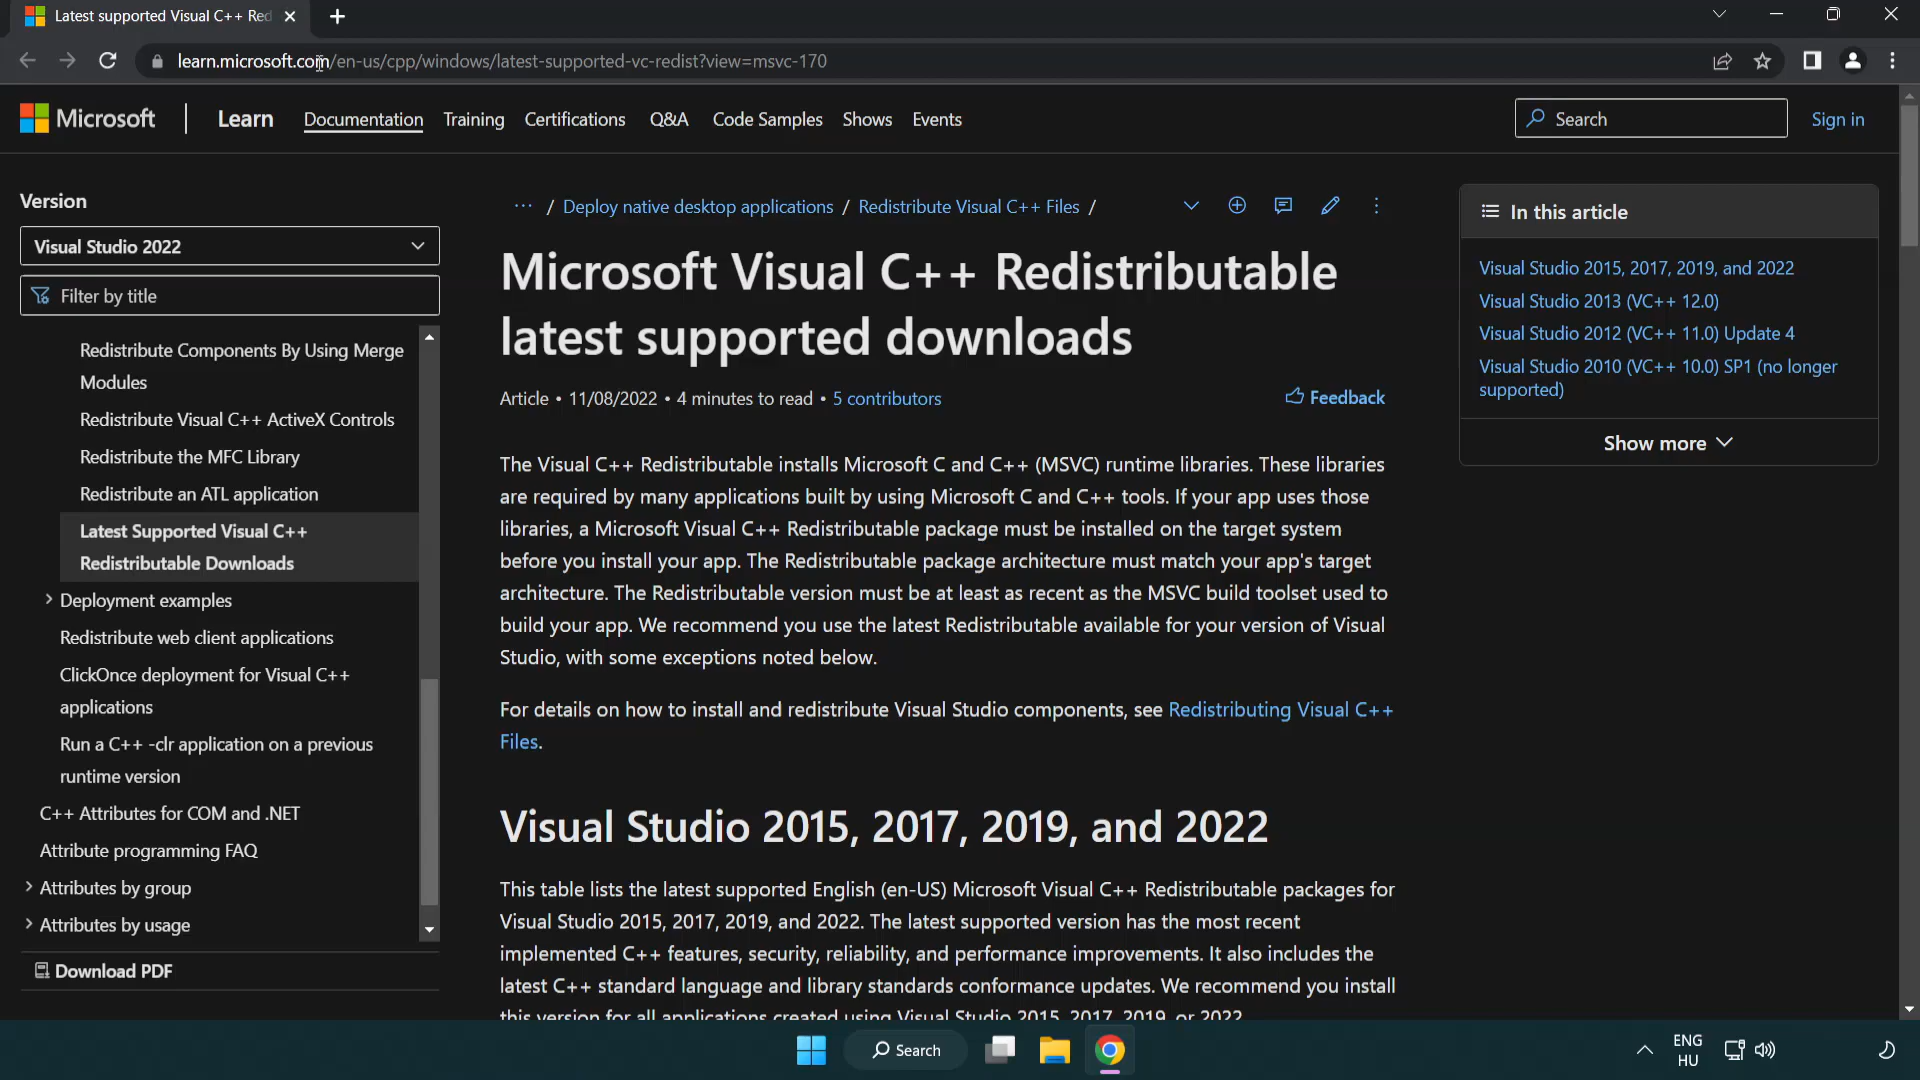 Latest supported Visual C++ Red
learn.microsoft.com/en-us/cpp/windows/latest-supported-vc-redist?view=msvc-170
Microsoft
Learn
Documentation
Training
Certifications
Q&A
Code Samples
Shows
Events
Search
Sign in
Version
Visual Studio 2022
Filter by title
Redistribute Components By Using Merge
Modules
Redistribute Visual C++ ActiveX Controls
Redistribute the MFC Library
Redistribute an ATL application
Latest Supported Visual C++
Redistributable Downloads
Deployment examples
Redistribute web client applications
ClickOnce deployment for Visual C++
applications
Run a C++ -clr application on a previous
runtime version
C++ Attributes for COM and .NET
Attribute programming FAQ
Attributes by group
Attributes by usage
Download PDF
... / Deploy native desktop applications / Redistribute Visual C++ Files /
Microsoft Visual C++ Redistributable
latest supported downloads
Article • 11/08/2022 • 4 minutes to read • 5 contributors
Feedback
The Visual C++ Redistributable installs Microsoft C and C++ (MSVC) runtime libraries. These libraries
are required by many applications built by using Microsoft C and C++ tools. If your app uses those
libraries, a Microsoft Visual C++ Redistributable package must be installed on the target system
before you install your app. The Redistributable package architecture must match your app's target
architecture. The Redistributable version must be at least as recent as the MSVC build toolset used to
build your app. We recommend you use the latest Redistributable available for your version of Visual
Studio, with some exceptions noted below.
For details on how to install and redistribute Visual Studio components, see Redistributing Visual C++
Files.
Visual Studio 2015, 2017, 2019, and 2022
This table lists the latest supported English (en-US) Microsoft Visual C++ Redistributable packages for
Visual Studio 2015, 2017, 2019, and 2022. The latest supported version has the most recent
implemented C++ features, security, reliability, and performance improvements. It also includes the
latest C++ standard language and library standards conformance updates. We recommend you install
this version for all applications created using Visual Studio 2015, 2017, 2019, or 2022.
In this article
Visual Studio 2015, 2017, 2019, and 2022
Visual Studio 2013 (VC++ 12.0)
Visual Studio 2012 (VC++ 11.0) Update 4
Visual Studio 2010 (VC++ 10.0) SP1 (no longer
supported)
Show more
Search
ENG
HU